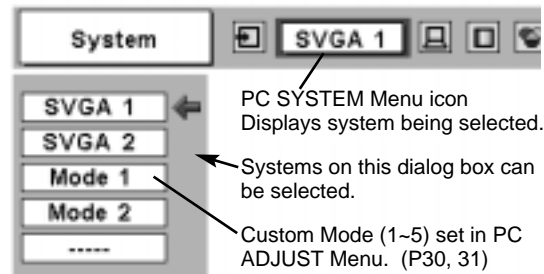 System
SVGA 1
SVGA 1
SVGA 2
Mode 1
Mode 2
-----
PC SYSTEM Menu icon
Displays system being selected.
Systems on this dialog box can
be selected.
Custom Mode (1~5) set in PC
ADJUST Menu. (P30, 31)